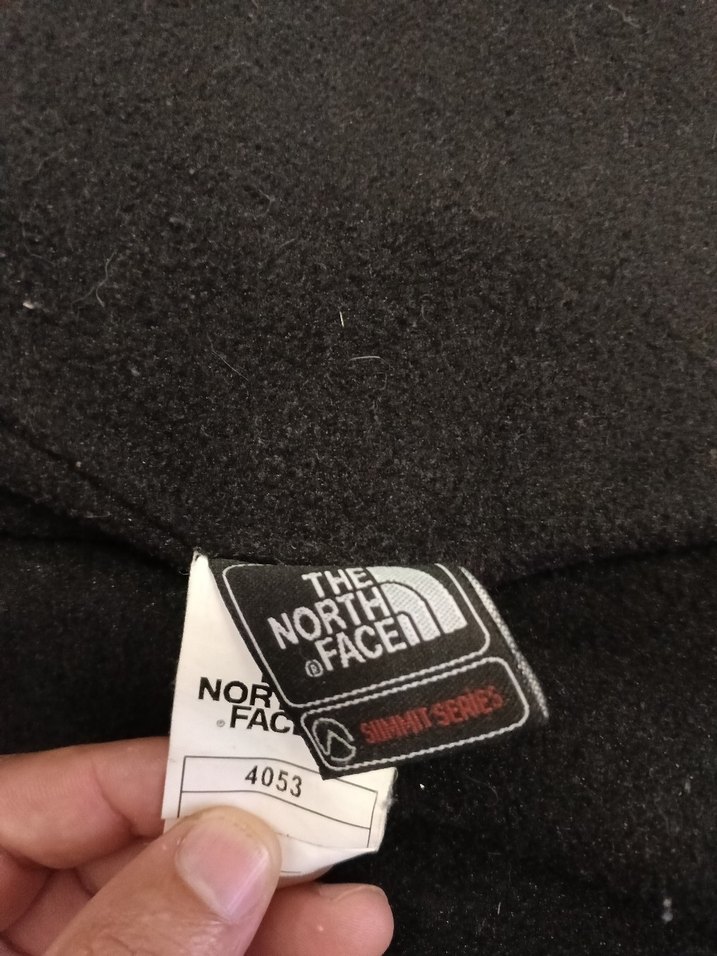 THE
NORTH
® FACE
SUMMIT SERIES
NOR
® FAC
4053